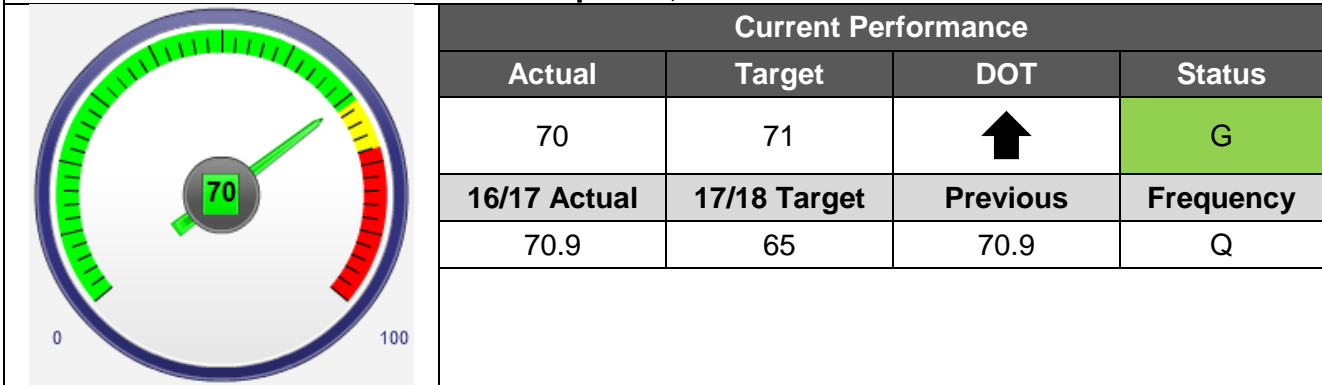 Current Performance
Actual Target DOT Status
70 71 G
16/17 Actual 17/18 Target Previous Frequency
70.9 65 70.9 Q
70
0 100